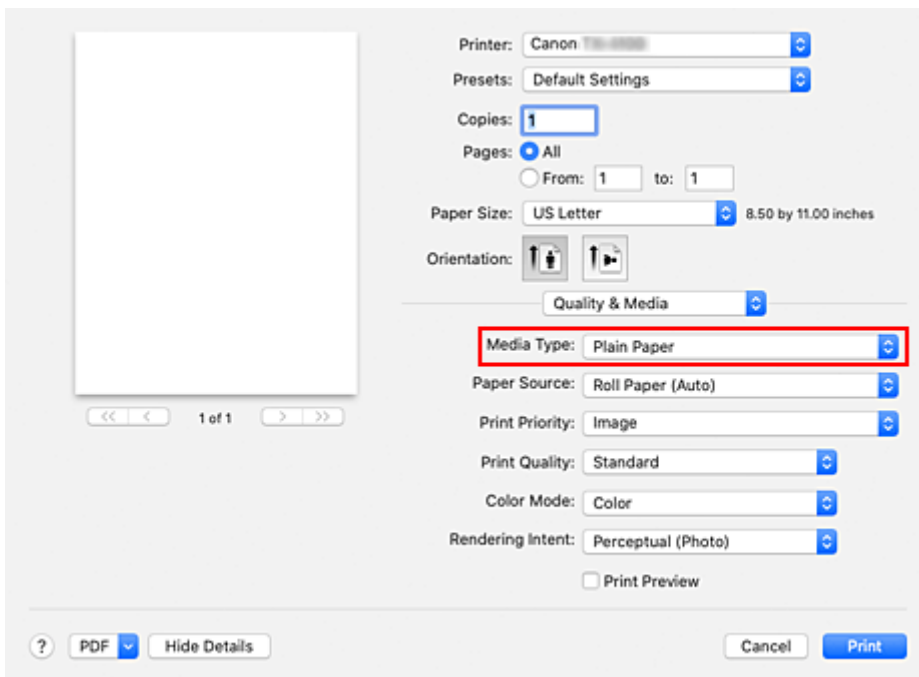 Printer: Canon
Presets: Default Settings
Copies: 1
Pages: All
From: 1 to: 1
Paper Size: US Letter 8.50 by 11.00 inches
Orientation:
Quality & Media
Media Type: Plain Paper
Paper Source: Roll Paper (Auto)
1 of 1
Print Priority: Image
Print Quality: Standard
Color Mode: Color
Rendering Intent: Perceptual (Photo)
Print Preview
? PDF Hide Details Cancel Print